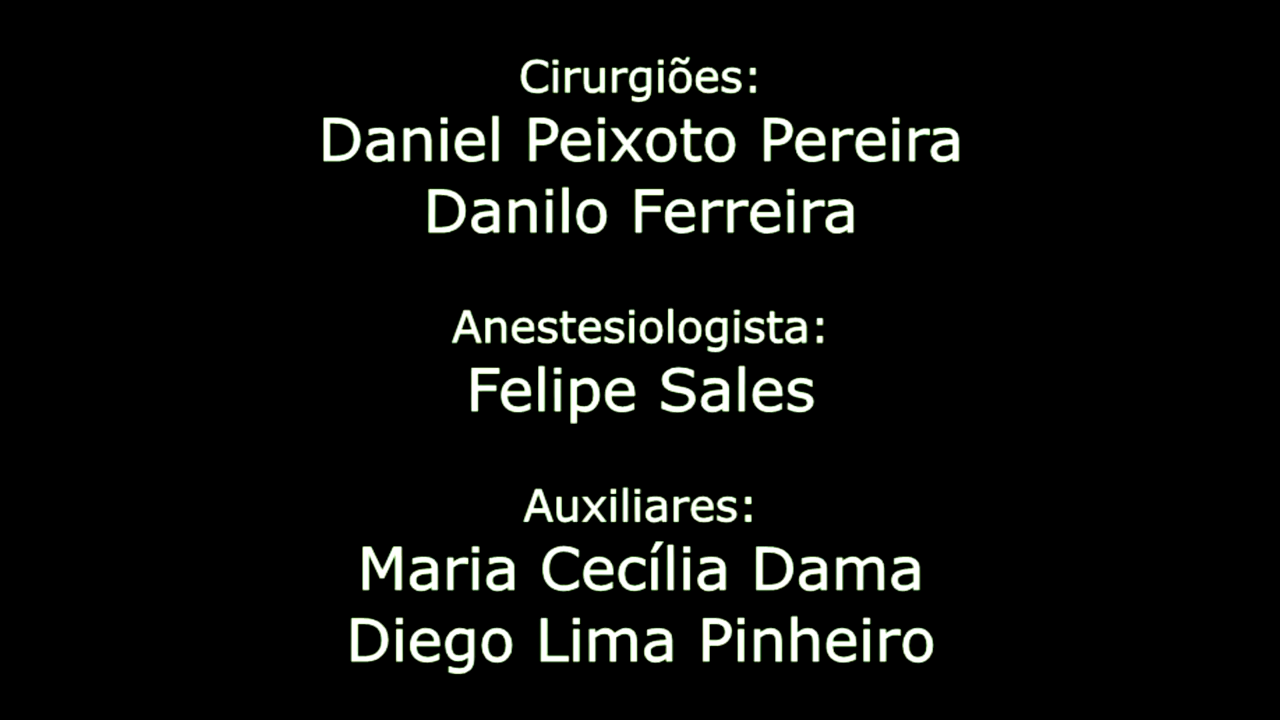 Cirurgiões:
Daniel Peixoto Pereira
Danilo Ferreira
Anestesiologista:
Felipe Sales
Auxiliares:
Maria Cecília Dama
Diego Lima Pinheiro